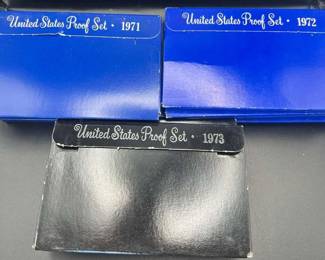 United States Proof Set · 1971
United States Proof Set · 1972
United States Proof Set · 1973